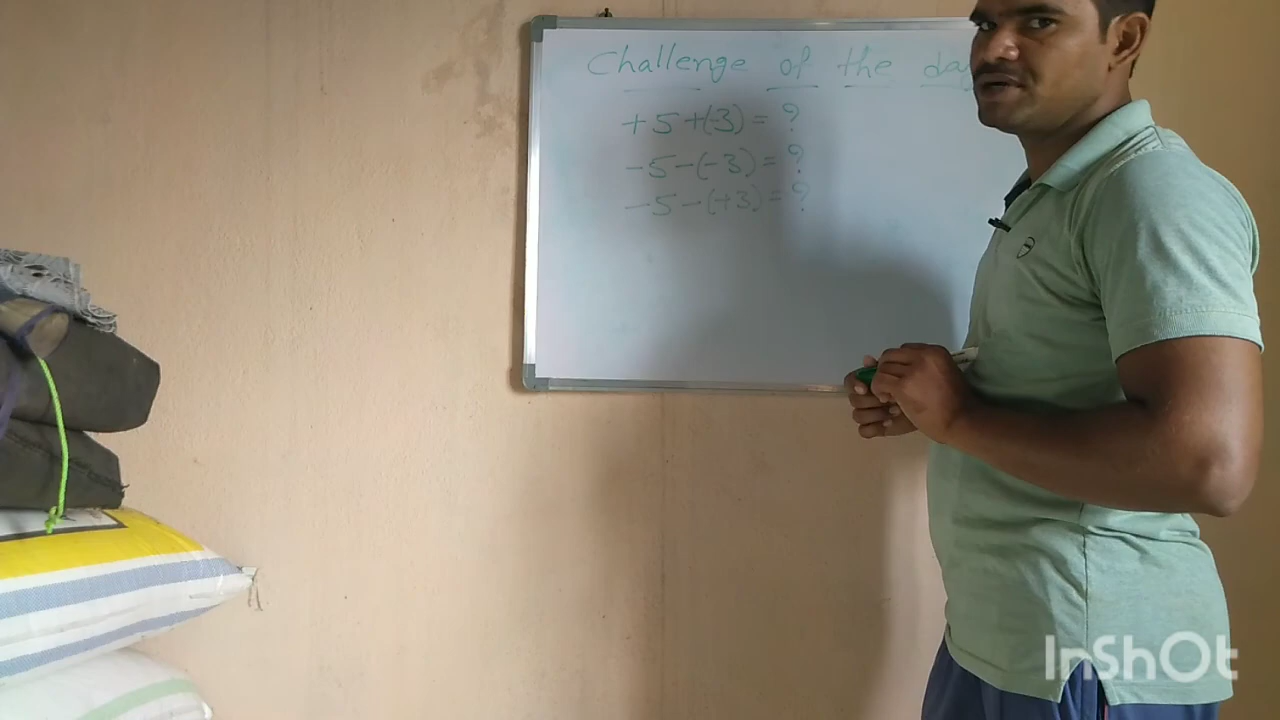 Challenge of the day
+5+(-3)=?
-5-(-3)=?
-5-(+3)=?
InShOt